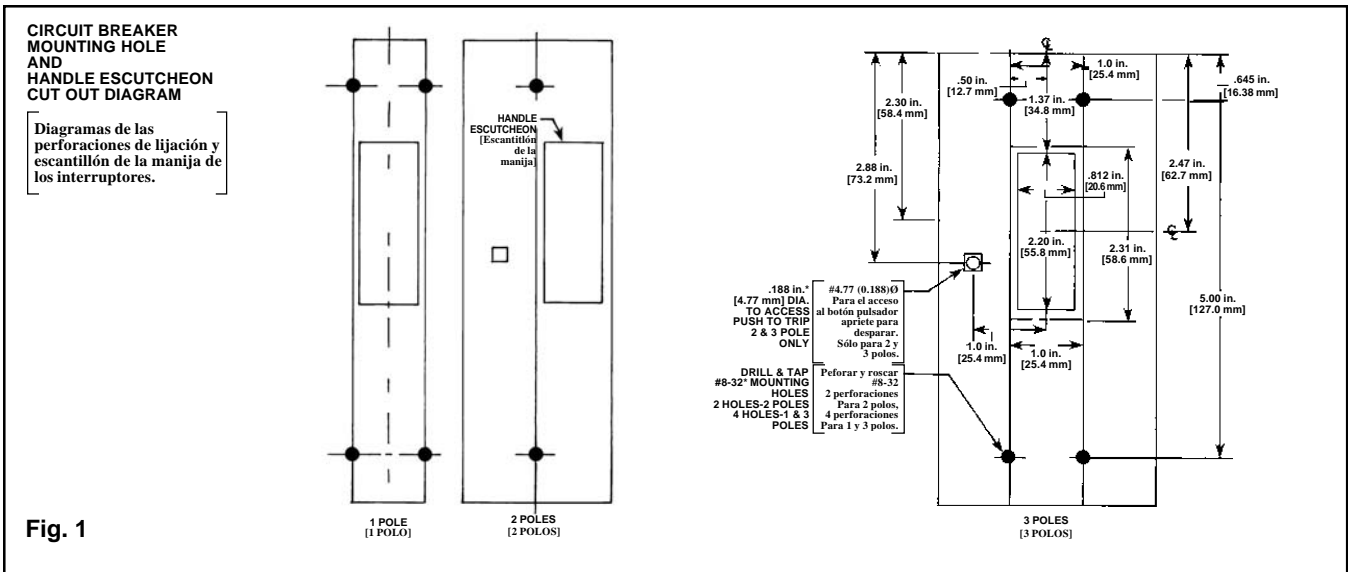 CIRCUIT BREAKER
MOUNTING HOLE
AND
HANDLE ESCUTCHEON
CUT OUT DIAGRAM
Diagramas de las
perforaciones de lijación y
escantillón de la manija de
los interruptores.
HANDLE
ESCUTCHEON
[Escantitlón
de la
manija]
1 POLE
[1 POLO]
2 POLES
[2 POLOS]
Fig. 1
℄
1.0 in.
[25.4 mm]
.50 in.
[12.7 mm]
.645 in.
[16.38 mm]
2.30 in.
[58.4 mm]
1.37 in.
[34.8 mm]
2.88 in.
[73.2 mm]
.812 in.
[20.6 mm]
2.47 in.
[62.7 mm]
℄
2.20 in.
[55.8 mm]
2.31 in.
[58.6 mm]
5.00 in.
[127.0 mm]
1.0 in.
[25.4 mm]
1.0 in.
[25.4 mm]
.188 in.*
[4.77 mm] DIA.
TO ACCESS
PUSH TO TRIP
2 & 3 POLE
ONLY
#4.77 (0.188)Ø
Para el acceso
al botón pulsador
apriete para
desparar.
Sólo para 2 y
3 polos.
DRILL & TAP
#8-32* MOUNTING
HOLES
2 HOLES-2 POLES
4 HOLES-1 & 3
POLES
Peforar y roscar
#8-32
2 perforaciones
Para 2 polos,
4 perforaciones
Para 1 y 3 polos.
3 POLES
[3 POLOS]